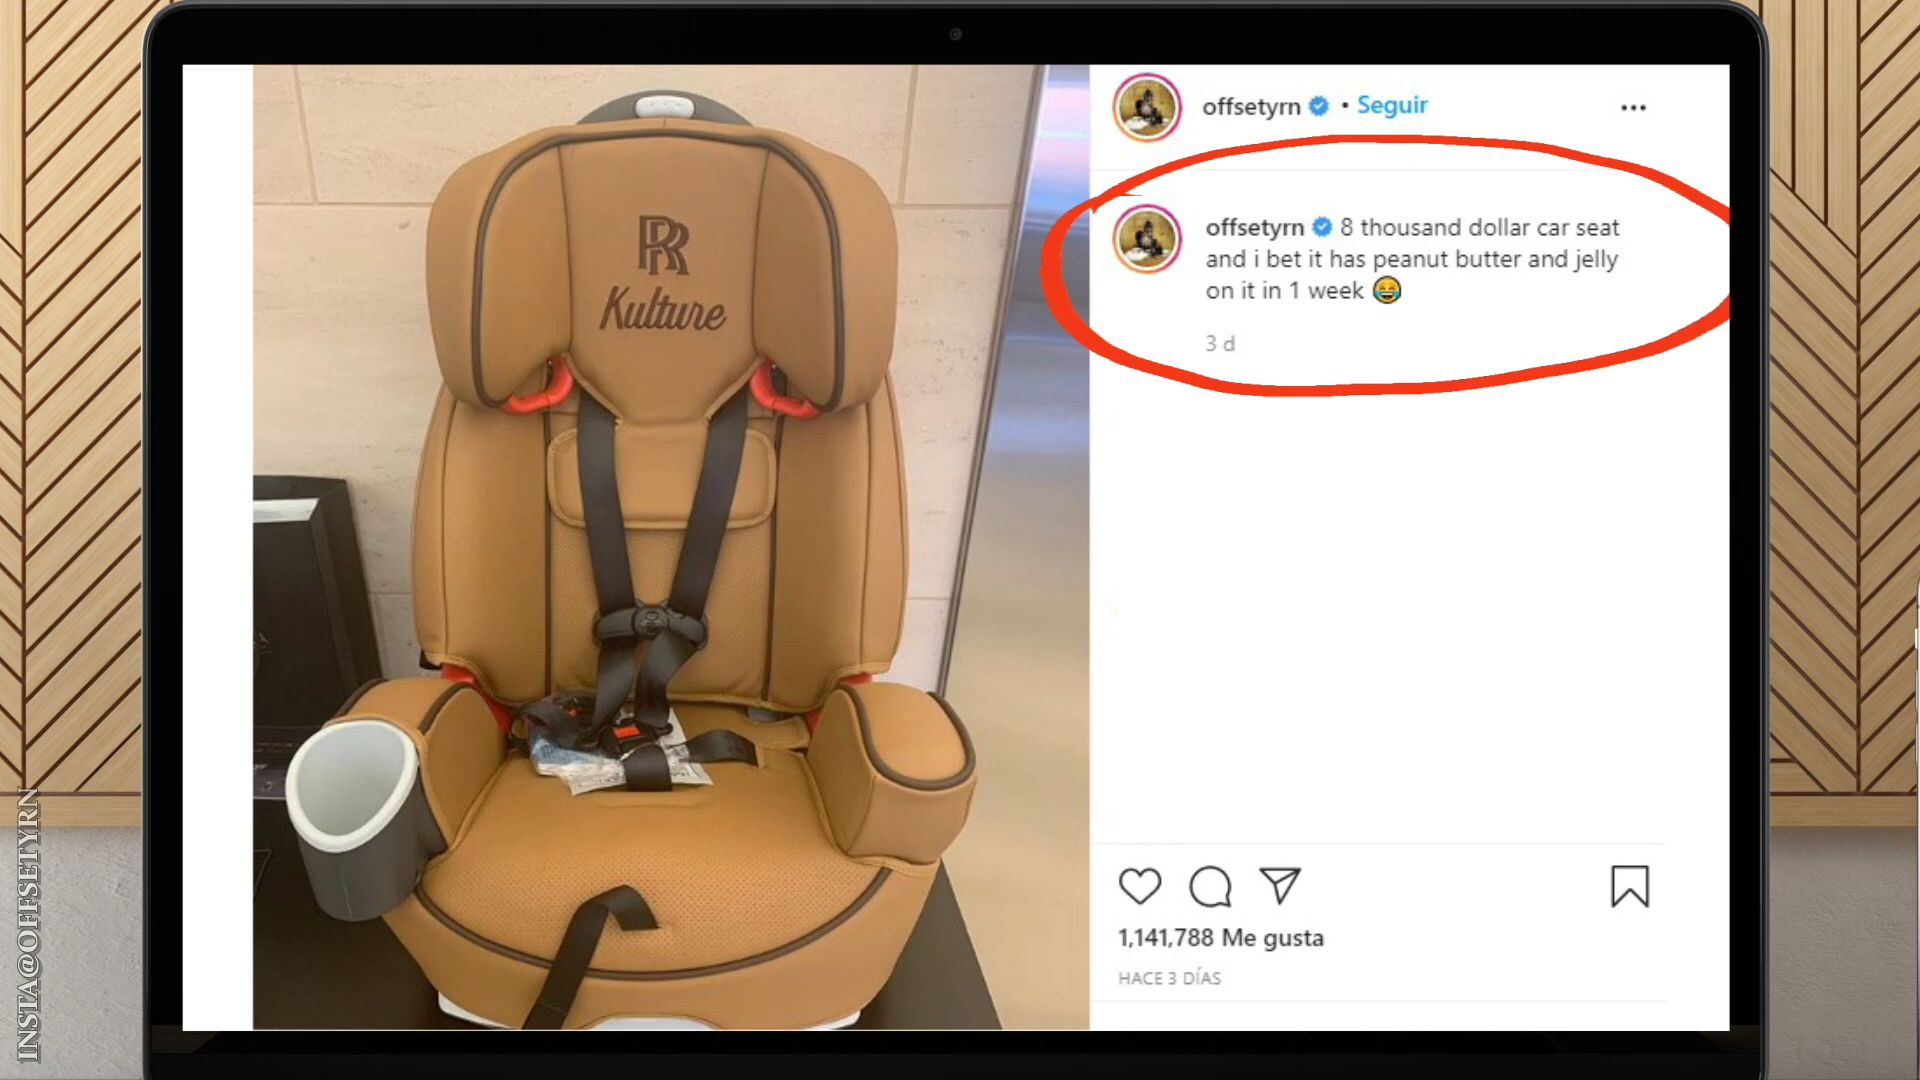 offsetyrn • Seguir
offsetyrn 8 thousand dollar car seat
and i bet it has peanut butter and jelly
on it in 1 week 😂
3 d
RR
Kulture
1,141,788 Me gusta
HACE 3 DÍAS
INSTA@OFFSETYRN